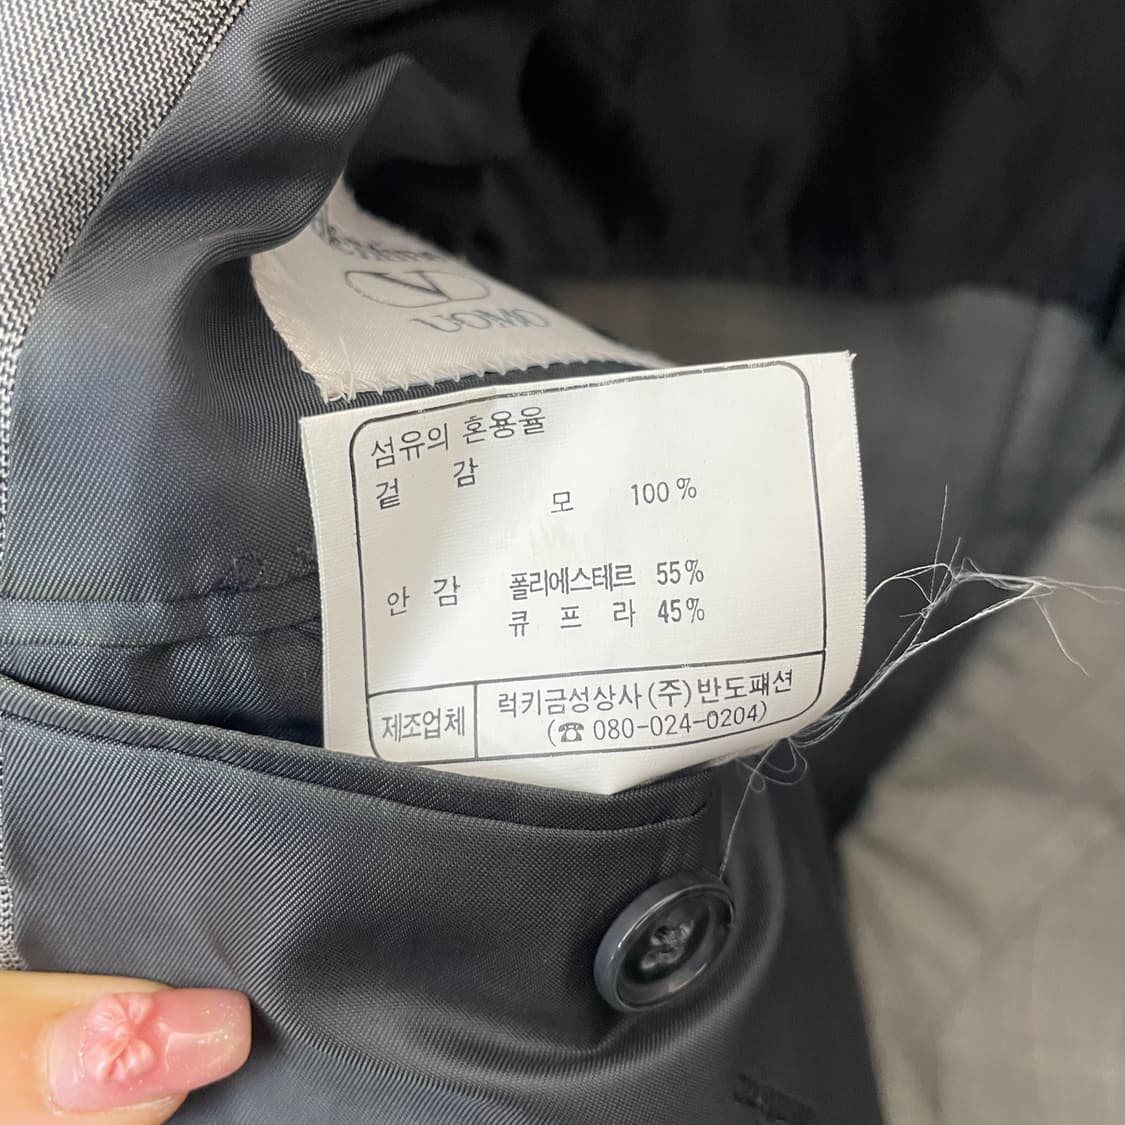 V
UOMO
섬유의 혼용율
겉 감
모 100%
안 감 폴리에스테르 55%
큐 프 라 45%
제조업체 럭키금성상사(주)반도패션
(☎ 080-024-0204)